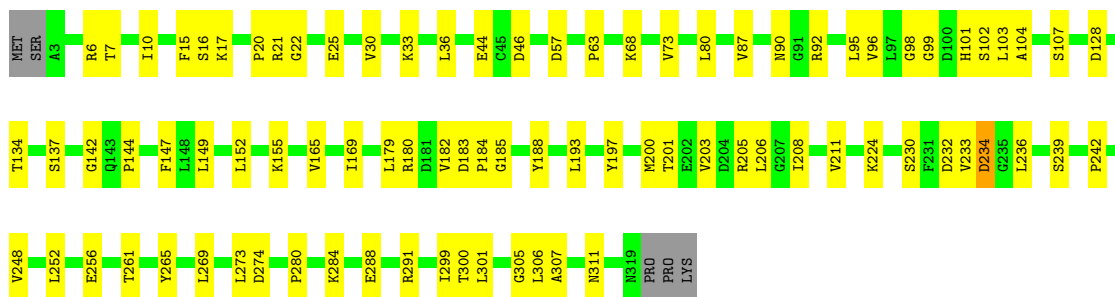 MET SER A3 R6 T7 I10 F15 S16 K17 P20 R21 G22 E25 V30 K33 L36 E44 C45 D46 D57 P63 K68 V73 L80 V87 N90 G91 R92 L95 V96 L97 G98 G99 D100 H101 S102 L103 A104 S107 D128
T134 S137 G142 Q143 P144 F147 L148 L149 L152 K155 V165 I169 L179 R180 D181 V182 D183 P184 G185 Y188 L193 Y197 M200 T201 E202 V203 D204 R205 L206 G207 I208 V211 K224 S230 F231 D232 V233 D234 G235 L236 S239 P242
V248 L252 E256 T261 Y265 L269 L273 D274 P280 K284 E288 R291 I299 T300 L301 G305 L306 A307 N311 N319 PRO PRO LYS